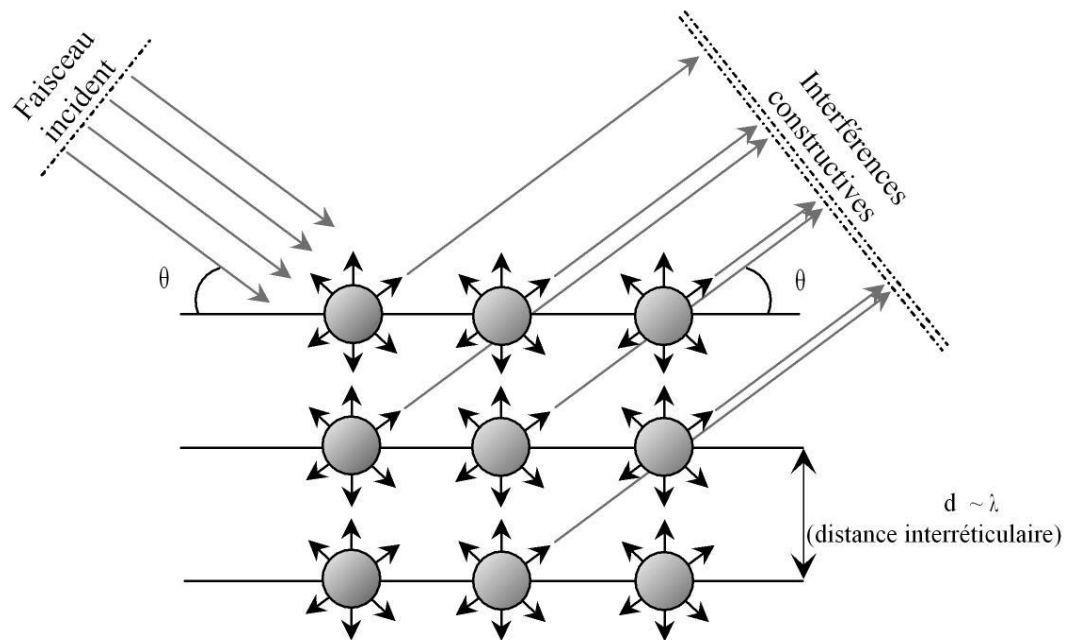 Faisceau
incident
Interférences
constructives
θ
θ
d ~ λ
(distance interréticulaire)